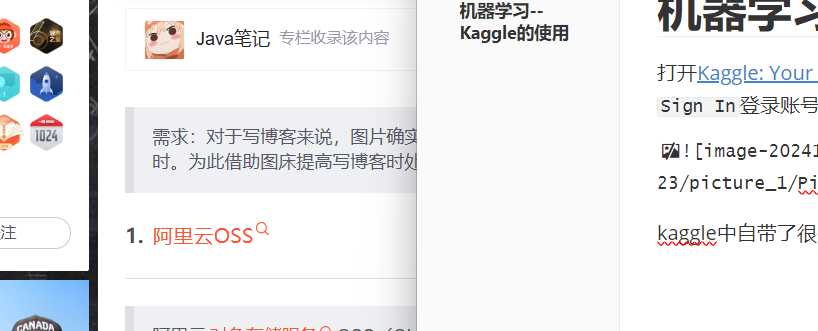 1024
注
CANADA
Java笔记 专栏收录该内容
需求：对于写博客来说，图片确实
时。为此借助图床提高写博客时处
1. 阿里云OSS
机器学习--
Kaggle的使用
机器学习
打开Kaggle: Your
Sign In登录账号
![image-20241
23/picture_1/Pi
kaggle中自带了很